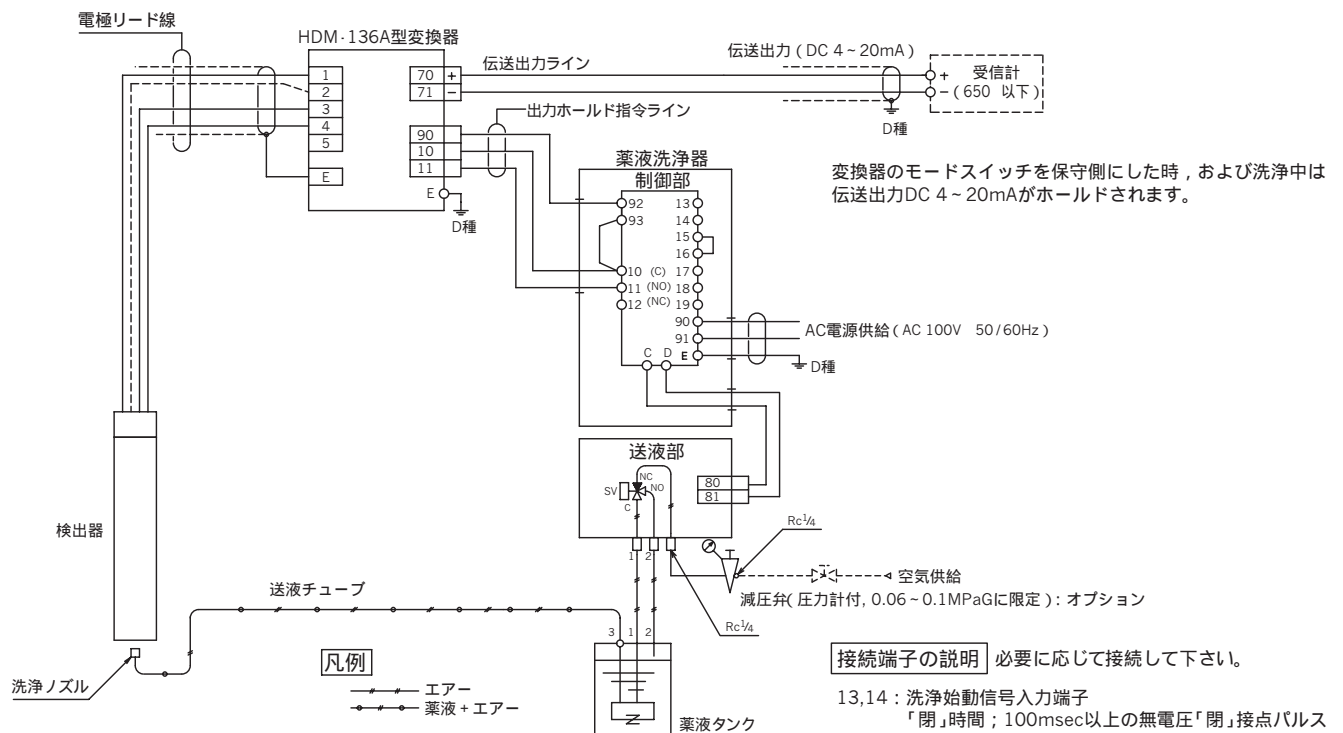 電極リード線
HDM·136A型変換器
1
2
3
4
5
E
70 +
71 −
90
10
11
E
D種
伝送出力ライン
伝送出力(DC 4~20mA)
+ 受信計
−(650 以下)
D種
出力ホールド指令ライン
変換器のモードスイッチを保守側にした時,および洗浄中は
伝送出力DC 4~20mAがホールドされます。
薬液洗浄器
制御部
92 13
93 14
15
16
10 (C) 17
11 (NO) 18
12 (NC) 19
90
91
C D E
AC電源供給(AC 100V 50/60Hz)
D種
送液部
NC
SV NO
C
80
81
1 2
Rc1/4
空気供給
減圧弁(圧力計付, 0.06~0.1MPaGに限定):オプション
Rc1/4
検出器
送液チューブ
3 1 2
洗浄ノズル
凡例
エアー
薬液+エアー
薬液タンク
接続端子の説明 必要に応じて接続して下さい。
13,14:洗浄始動信号入力端子
「閉」時間;100msec以上の無電圧「閉」接点パルス